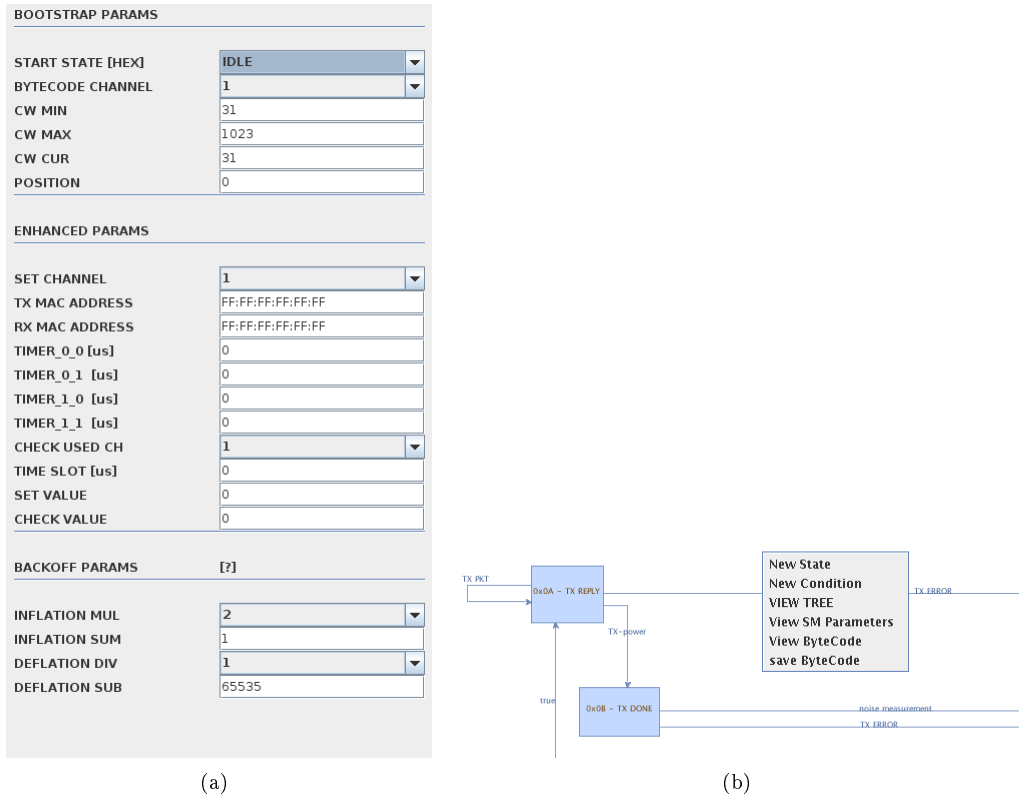 BOOTSTRAP PARAMS
START STATE [HEX] IDLE
BYTECODE CHANNEL 1
CW MIN 31
CW MAX 1023
CW CUR 31
POSITION 0
ENHANCED PARAMS
SET CHANNEL 1
TX MAC ADDRESS FF:FF:FF:FF:FF:FF
RX MAC ADDRESS FF:FF:FF:FF:FF:FF
TIMER_0_0 [us] 0
TIMER_0_1 [us] 0
TIMER_1_0 [us] 0
TIMER_1_1 [us] 0
CHECK USED CH 1
TIME SLOT [us] 0
SET VALUE 0
CHECK VALUE 0
BACKOFF PARAMS [?]
INFLATION MUL 2
INFLATION SUM 1
DEFLATION DIV 1
DEFLATION SUB 65535
(a)
TX PKT
0x0A - TX REPLY
TX-power
true
0x0B - TX DONE
New State
New Condition
VIEW TREE
View SM Parameters
View ByteCode
save ByteCode
TX ERROR
noise measurement
TX ERROR
(b)